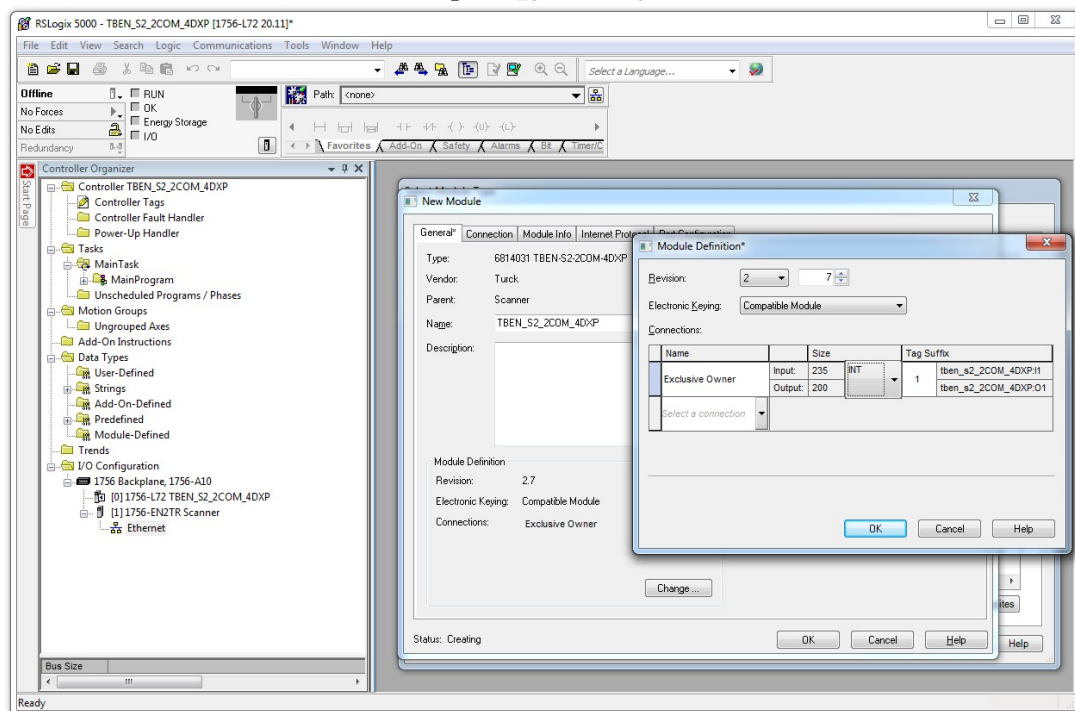 RSLogix 5000 - TBEN_S2_2COM_4DXP [1756-L72 20.11]*
File Edit View Search Logic Communications Tools Window Help
Select a Language...
Offline
RUN
Path: <none>
No Forces
OK
No Edits
Energy Storage
I/O
Redundancy
Favorites Add-On Safety Alarms Bit Timer/C
Start Page
Controller Organizer
Controller TBEN_S2_2COM_4DXP
Controller Tags
Controller Fault Handler
Power-Up Handler
Tasks
MainTask
MainProgram
Unscheduled Programs / Phases
Motion Groups
Ungrouped Axes
Add-On Instructions
Data Types
User-Defined
Strings
Add-On-Defined
Predefined
Module-Defined
Trends
I/O Configuration
1756 Backplane, 1756-A10
[0] 1756-L72 TBEN_S2_2COM_4DXP
[1] 1756-EN2TR Scanner
Ethernet
Bus Size
Ready
New Module
General* Connection Module Info Internet Protocol Port Configuration
Type: 6814031 TBEN-S2-2COM-4DXP
Vendor: Turck
Parent: Scanner
Name: TBEN_S2_2COM_4DXP
Description:
Module Definition
Revision: 2.7
Electronic Keying: Compatible Module
Connections: Exclusive Owner
Change ...
Status: Creating
OK Cancel Help
Help
Module Definition*
Revision: 2 7
Electronic Keying: Compatible Module
Connections:
Name Size Tag Suffix
Exclusive Owner Input: 235 INT 1 tben_s2_2COM_4DXP:I1
Output: 200 tben_s2_2COM_4DXP:O1
Select a connection
OK Cancel Help